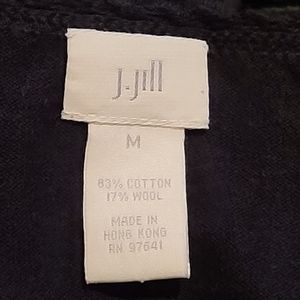 J.Jill
M
83% COTTON
17% WOOL
MADE IN
HONG KONG
RN 97641